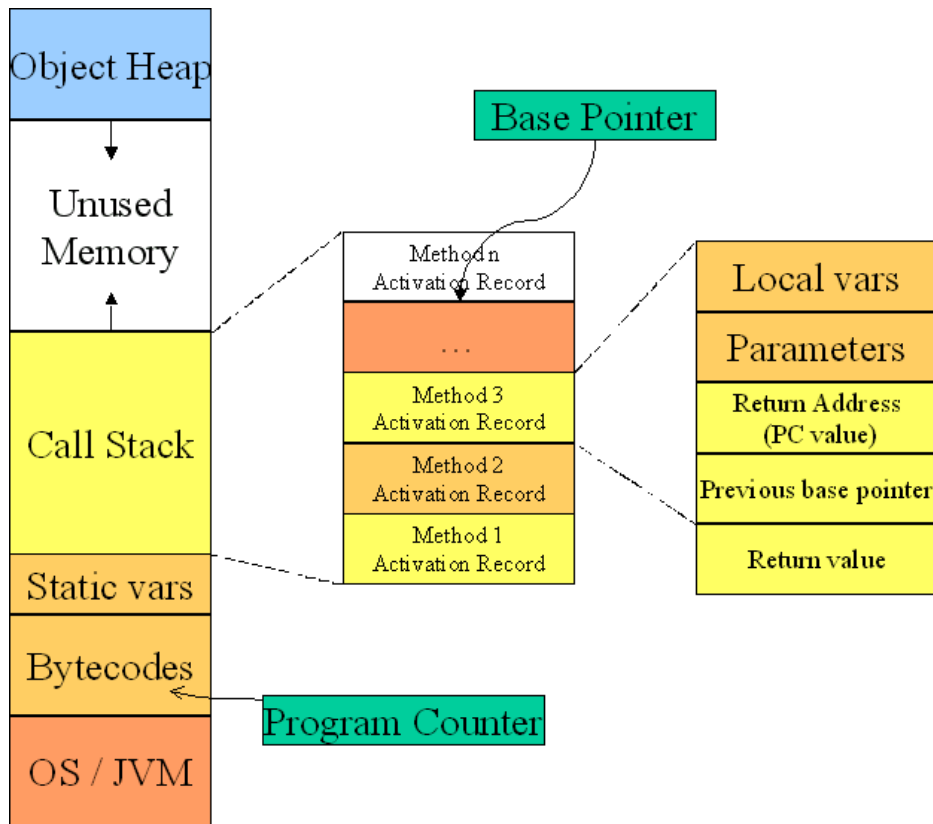 Object Heap
Unused
Memory
Call Stack
Static vars
Bytecodes
OS / JVM
Base Pointer
Program Counter
Method n
Activation Record
...
Method 3
Activation Record
Method 2
Activation Record
Method 1
Activation Record
Local vars
Parameters
Return Address
(PC value)
Previous base pointer
Return value